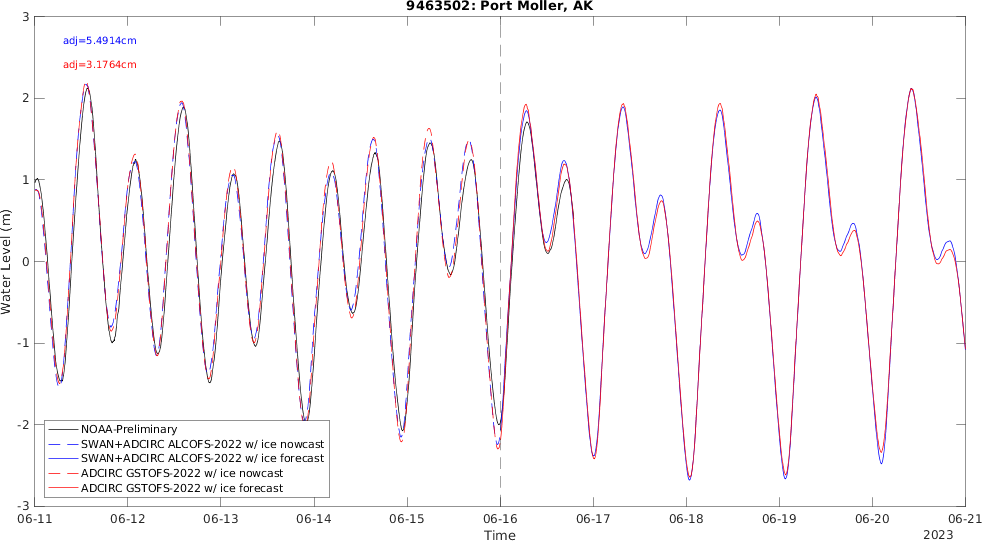 9463502: Port Moller, AK
adj=5.4914cm
adj=3.1764cm
Water Level (m)
3
2
1
0
-1
-2
-3
NOAA-Preliminary
SWAN+ADCIRC ALCOFS-2022 w/ ice nowcast
SWAN+ADCIRC ALCOFS-2022 w/ ice forecast
ADCIRC GSTOFS-2022 w/ ice nowcast
ADCIRC GSTOFS-2022 w/ ice forecast
06-11 06-12 06-13 06-14 06-15 06-16 06-17 06-18 06-19 06-20 06-21
Time
2023